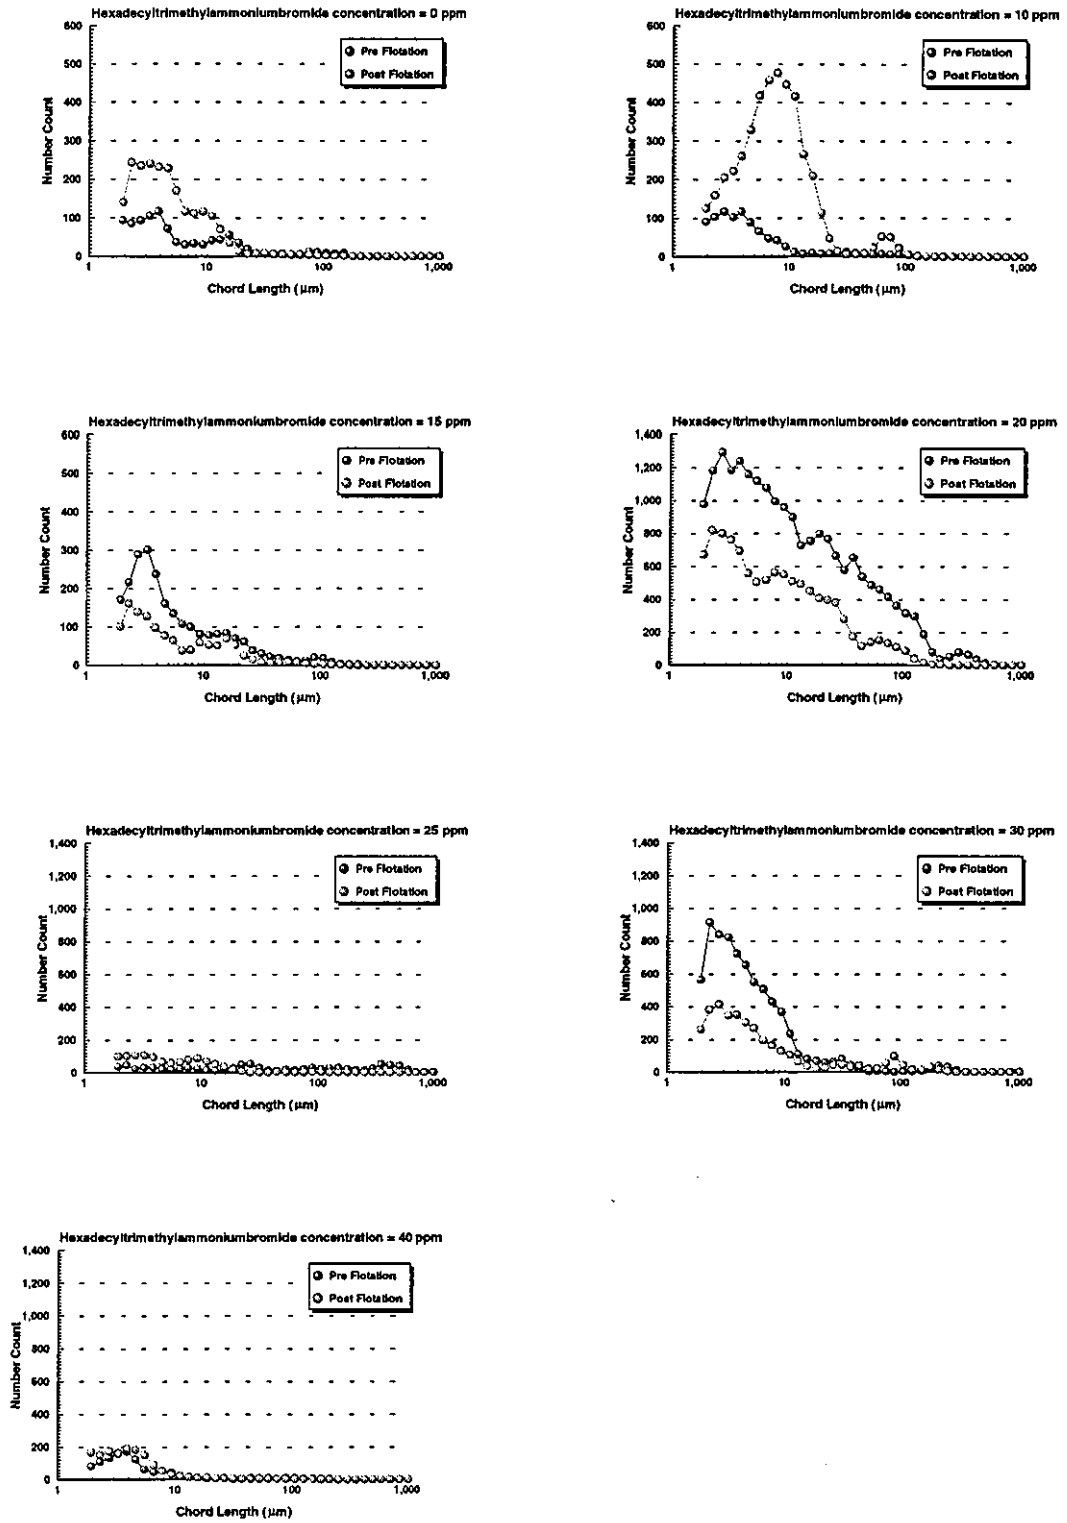 Hexadecyltrimethylammoniumbromide concentration = 0 ppm
600
500
400
300
200
100
0
Number Count
Pre Flotation
Post Flotation
1
10
100
1,000
Chord Length (µm)
Hexadecyltrimethylammoniumbromide concentration = 10 ppm
600
500
400
300
200
100
0
Number Count
Pre Flotation
Post Flotation
1
10
100
1,000
Chord Length (µm)
Hexadecyltrimethylammoniumbromide concentration = 15 ppm
600
500
400
300
200
100
0
Number Count
Pre Flotation
Post Flotation
1
10
100
1,000
Chord Length (µm)
Hexadecyltrimethylammoniumbromide concentration = 20 ppm
1,400
1,200
1,000
800
600
400
200
0
Number Count
Pre Flotation
Post Flotation
1
10
100
1,000
Chord Length (µm)
Hexadecyltrimethylammoniumbromide concentration = 25 ppm
1,400
1,200
1,000
800
600
400
200
0
Number Count
Pre Flotation
Post Flotation
1
10
100
1,000
Chord Length (µm)
Hexadecyltrimethylammoniumbromide concentration = 30 ppm
1,400
1,200
1,000
800
600
400
200
0
Number Count
Pre Flotation
Post Flotation
1
10
100
1,000
Chord Length (µm)
Hexadecyltrimethylammoniumbromide concentration = 40 ppm
1,400
1,200
1,000
800
600
400
200
0
Number Count
Pre Flotation
Post Flotation
1
10
100
1,000
Chord Length (µm)